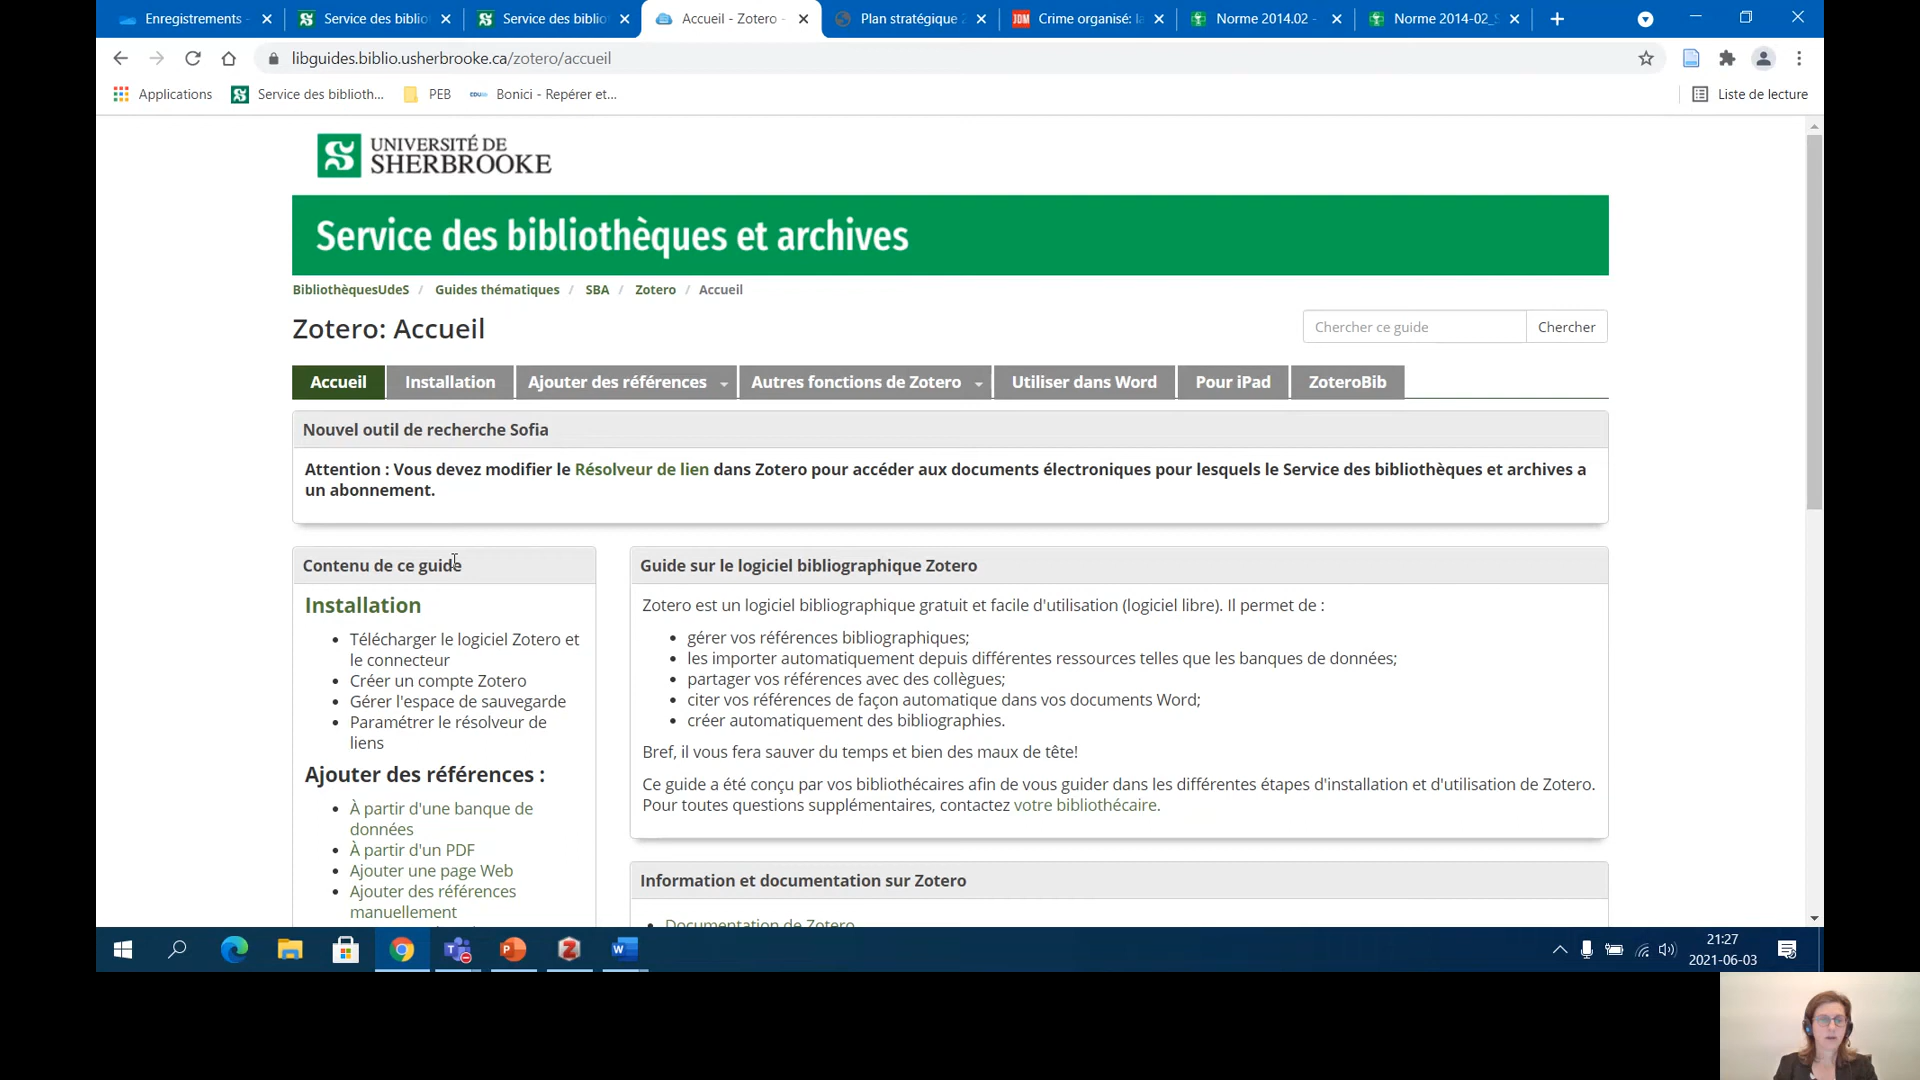 Enregistrements -
Service des biblio
Service des biblio
Accueil - Zotero -
Plan stratégique 2
JDM Crime organisé: la
Norme 2014.02 -
Norme 2014-02_S
libguides.biblio.usherbrooke.ca/zotero/accueil
Applications
Service des biblioth...
PEB
Bonici - Repérer et...
Liste de lecture
UNIVERSITÉ DE
SHERBROOKE
Service des bibliothèques et archives
BibliothèquesUdeS / Guides thématiques / SBA / Zotero / Accueil
Zotero: Accueil
Chercher ce guide
Chercher
Accueil
Installation
Ajouter des références
Autres fonctions de Zotero
Utiliser dans Word
Pour iPad
ZoteroBib
Nouvel outil de recherche Sofia
Attention : Vous devez modifier le Résolveur de lien dans Zotero pour accéder aux documents électroniques pour lesquels le Service des bibliothèques et archives a
un abonnement.
Contenu de ce guide
Installation
• Télécharger le logiciel Zotero et
le connecteur
• Créer un compte Zotero
• Gérer l'espace de sauvegarde
• Paramétrer le résolveur de
liens
Ajouter des références :
• À partir d'une banque de
données
• À partir d'un PDF
• Ajouter une page Web
• Ajouter des références
manuellement
Guide sur le logiciel bibliographique Zotero
Zotero est un logiciel bibliographique gratuit et facile d'utilisation (logiciel libre). Il permet de :
• gérer vos références bibliographiques;
• les importer automatiquement depuis différentes ressources telles que les banques de données;
• partager vos références avec des collègues;
• citer vos références de façon automatique dans vos documents Word;
• créer automatiquement des bibliographies.
Bref, il vous fera sauver du temps et bien des maux de tête!
Ce guide a été conçu par vos bibliothécaires afin de vous guider dans les différentes étapes d'installation et d'utilisation de Zotero.
Pour toutes questions supplémentaires, contactez votre bibliothécaire.
Information et documentation sur Zotero
• Documentation de Zotero
21:27
2021-06-03